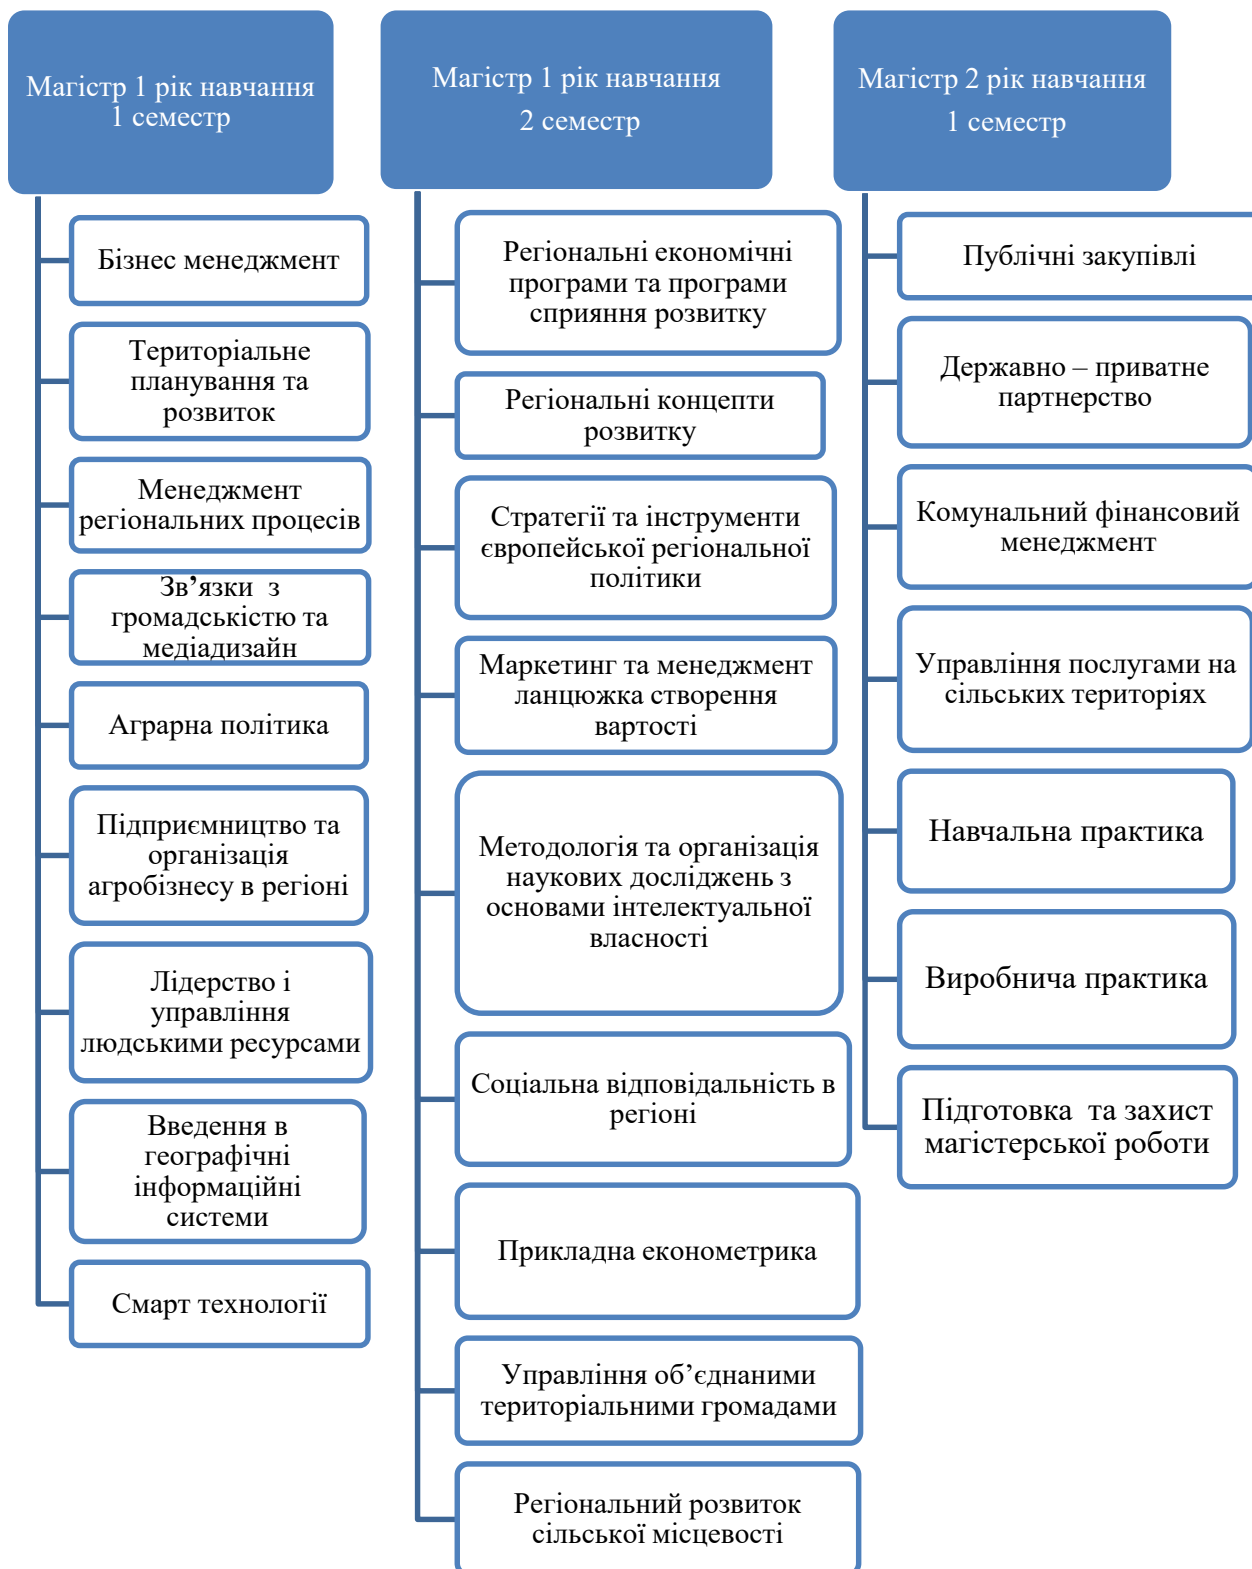 Магістр 1 рік навчання
1 семестр
Бізнес менеджмент
Територіальне
планування та
розвиток
Менеджмент
регіональних процесів
Зв’язки з
громадськістю та
медіадизайн
Аграрна політика
Підприємництво та
організація
агробізнесу в регіоні
Лідерство і
управління
людськими ресурсами
Введення в
географічні
інформаційні
системи
Смарт технології
Магістр 1 рік навчання
2 семестр
Регіональні економічні
програми та програми
сприяння розвитку
Регіональні концепти
розвитку
Стратегії та інструменти
європейської регіональної
політики
Маркетинг та менеджмент
ланцюжка створення
вартості
Методологія та організація
наукових досліджень з
основами інтелектуальної
власності
Соціальна відповідальність в
регіоні
Прикладна економетрика
Управління об’єднаними
територіальними громадами
Регіональний розвиток
сільської місцевості
Магістр 2 рік навчання
1 семестр
Публічні закупівлі
Державно – приватне
партнерство
Комунальний фінансовий
менеджмент
Управління послугами на
сільських територіях
Навчальна практика
Виробнича практика
Підготовка та захист
магістерської роботи